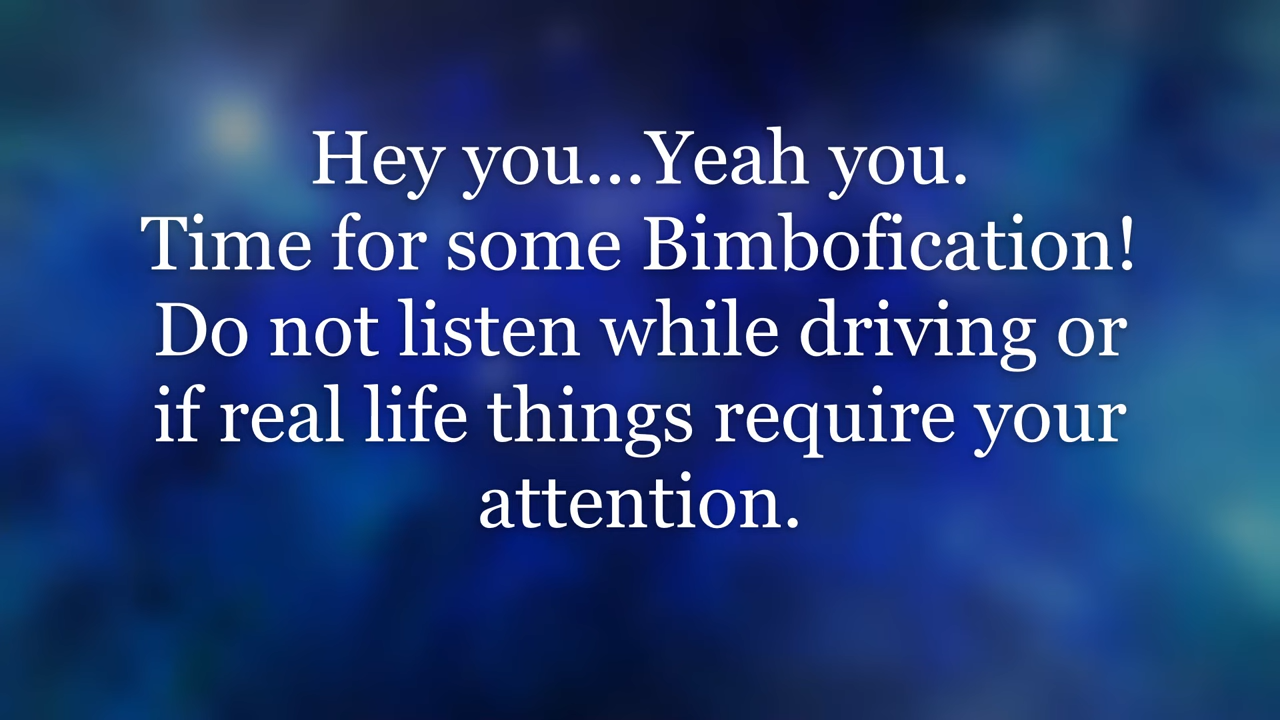 Hey you...Yeah you.
Time for some Bimbofication!
Do not listen while driving or
if real life things require your
attention.